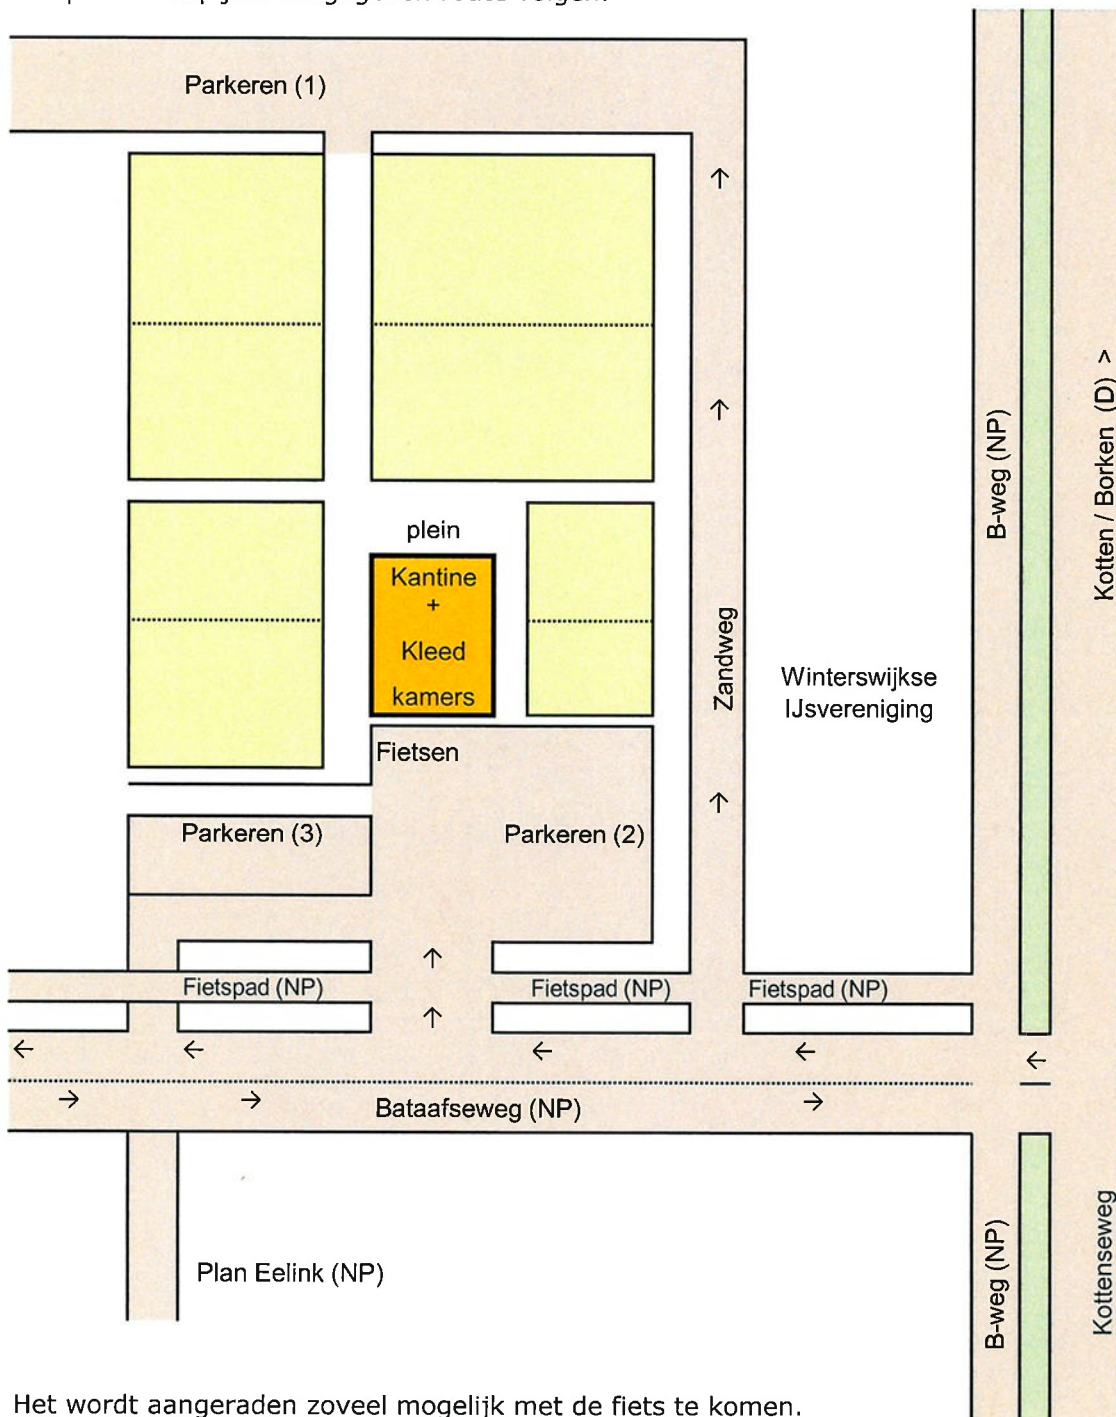 Parkeren (1)
plein
Kantine
+
Kleed
kamers
Fietsen
Parkeren (3)
Parkeren (2)
Zandweg
Winterswijkse
IJsvereniging
B-weg (NP)
Kotten / Borken (D) >
Fietspad (NP)
Fietspad (NP)
Fietspad (NP)
Bataafseweg (NP)
Plan Eelink (NP)
B-weg (NP)
Kottenseweg
Het wordt aangeraden zoveel mogelijk met de fiets te komen.